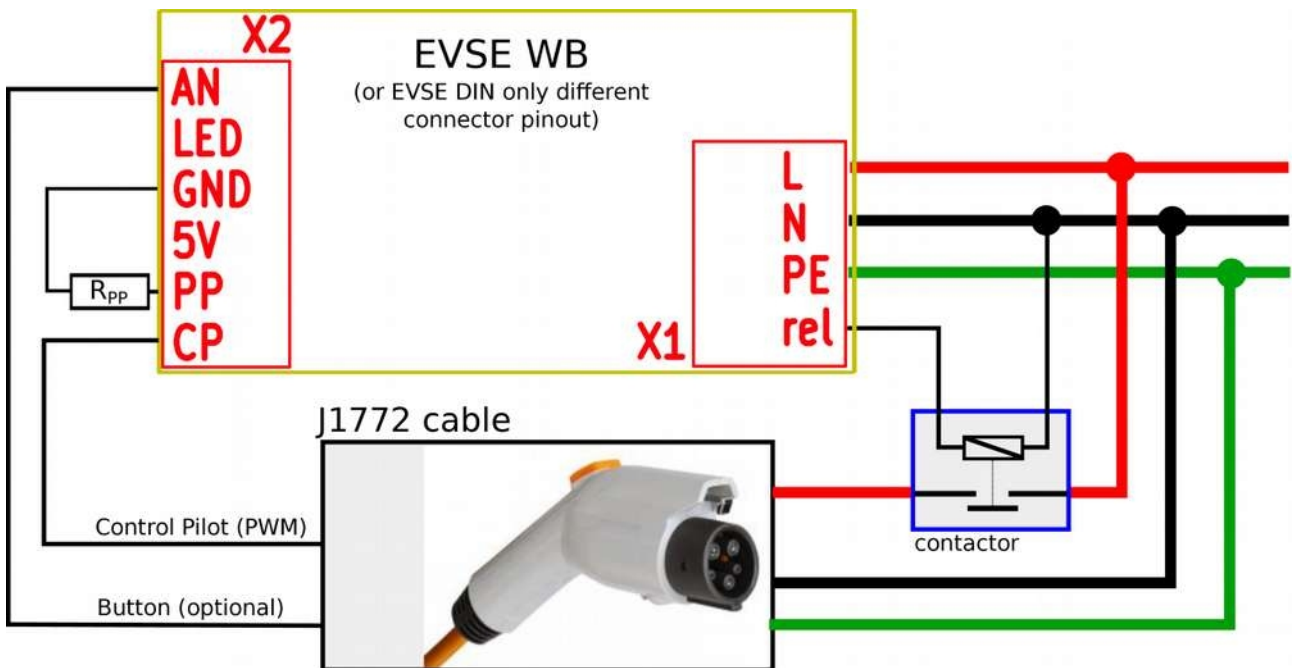 X2
EVSE WB
(or EVSE DIN only different
connector pinout)
AN
LED
GND
5V
PP
CP
RPP
L
N
PE
rel
X1
J1772 cable
contactor
Control Pilot (PWM)
Button (optional)